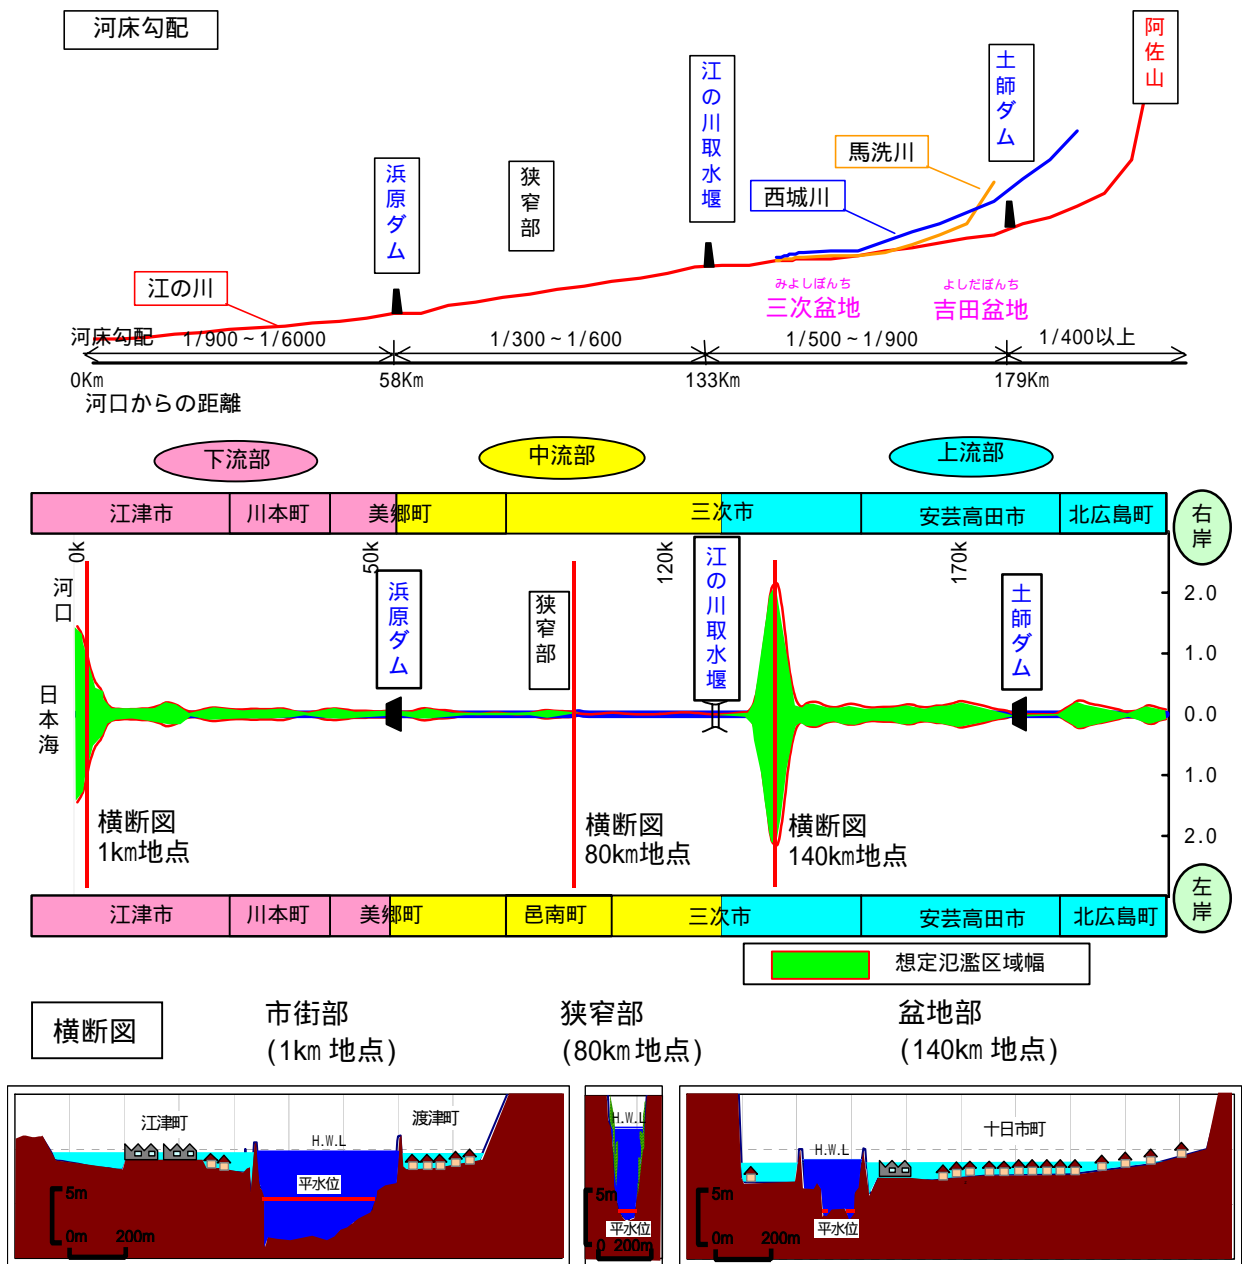 河床勾配
阿佐山
土師ダム
江の川取水堰
馬洗川
浜原ダム
狭窄部
西城川
江の川
みよしぼんち
三次盆地
よしだぼんち
吉田盆地
河床勾配
1/900~1/6000
1/300~1/600
1/500~1/900
1/400以上
0Km
58Km
133Km
179Km
河口からの距離
下流部
中流部
上流部
江津市
川本町
美郷町
三次市
安芸高田市
北広島町
右岸
0k
50k
120k
170k
河口
浜原ダム
狭窄部
江の川取水堰
土師ダム
日本海
2.0
1.0
0.0
1.0
2.0
横断図
1km地点
横断図
80km地点
横断図
140km地点
江津市
川本町
美郷町
邑南町
三次市
安芸高田市
北広島町
左岸
想定氾濫区域幅
横断図
市街部
(1km 地点)
狭窄部
(80km地点)
盆地部
(140km 地点)
江津町
渡津町
H.W.L
平水位
5m
0m 200m
H.W.L
5m
平水位
0 200m
十日市町
H.W.L
5m
平水位
0m 200m